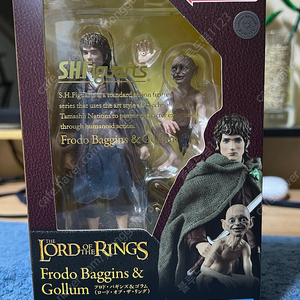 S.H.Figuarts
S.H.Figuarts is a standard action figure
series that uses the art style of
Tamashii Nations to
through humanoid action.
Frodo Baggins & Gollum
THE
LORD OF THE RINGS
Frodo Baggins &
Gollum
フロド・バギンズ&ゴラム
(ロード・オブ・ザ・リング)